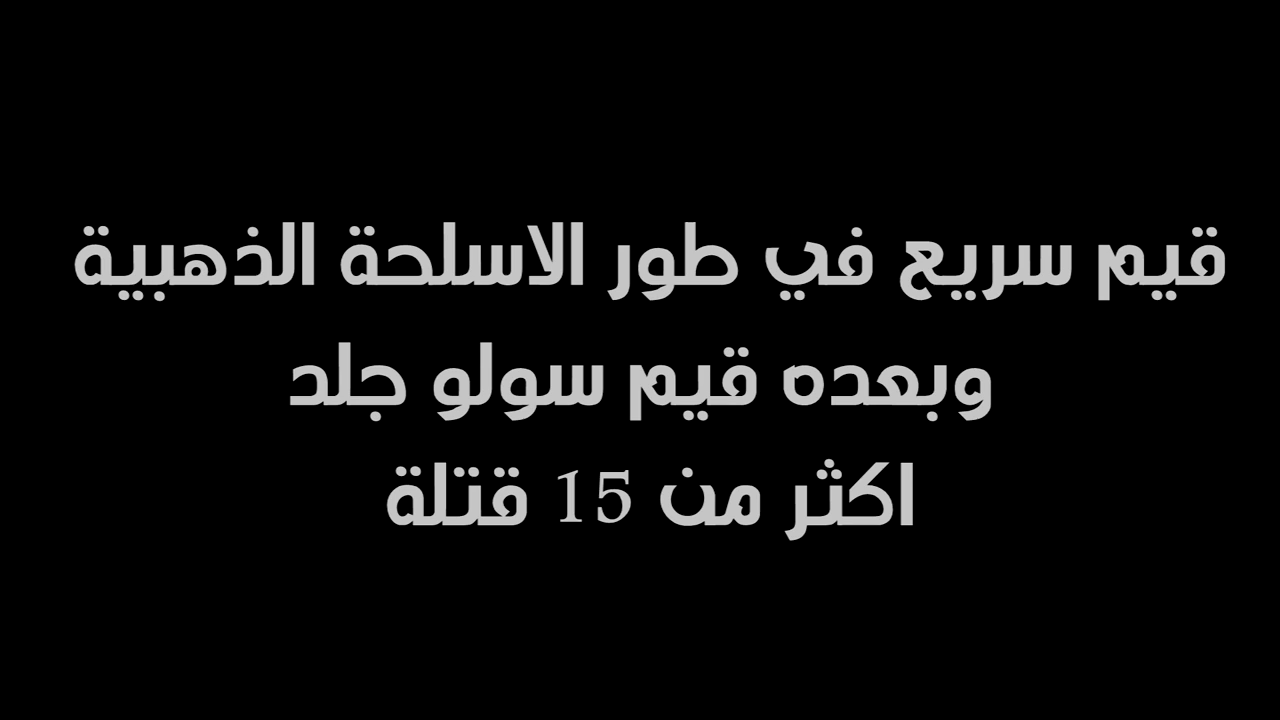 قيم سريع في طور الاسلحة الذهبية
وبعده قيم سولو جلد
اكثر من 15 قتلة